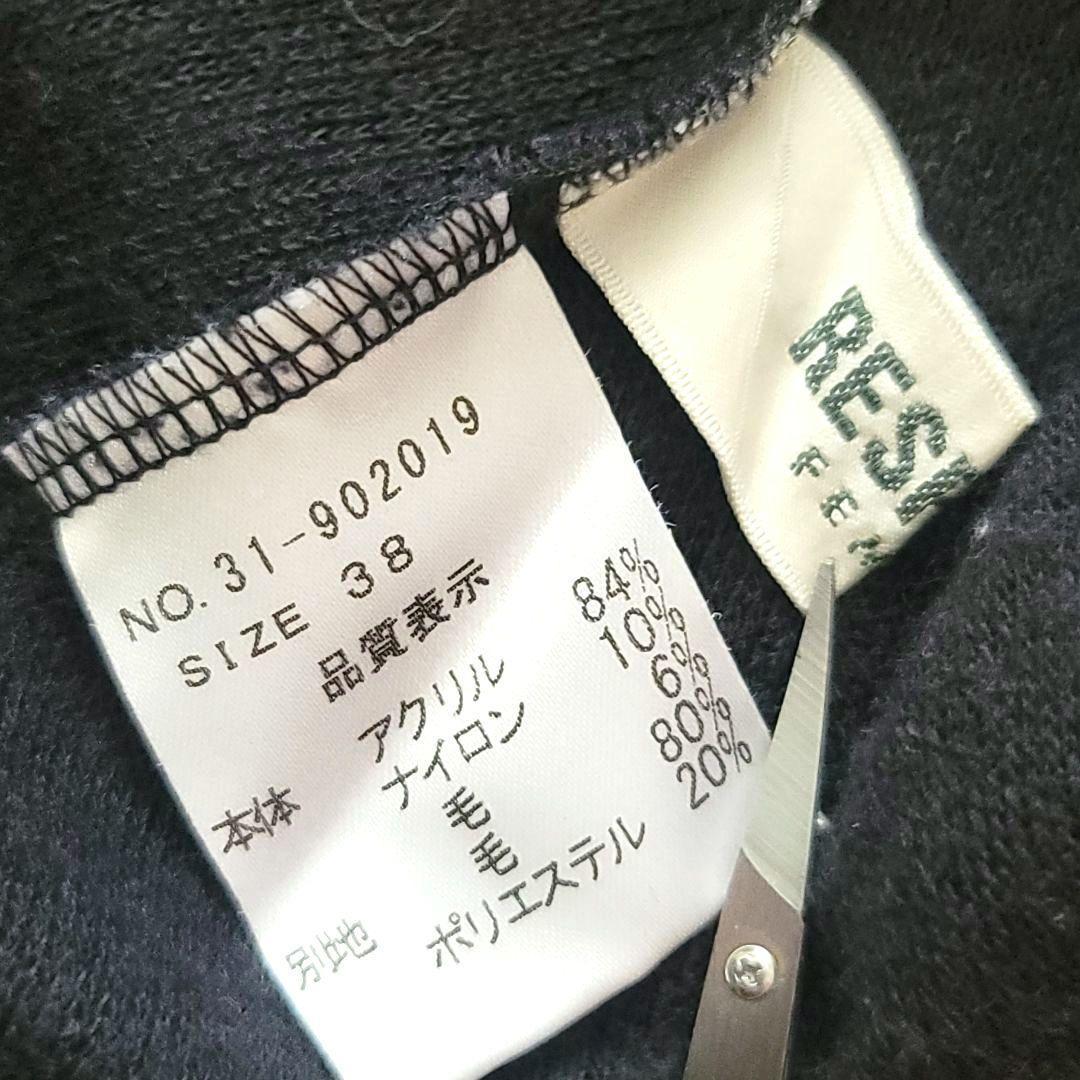 NO. 31-902019
SIZE 38
品質表示
本体 アクリル 84%
ナイロン 10%
毛 6%
別地 毛 80%
ポリエステル 20%